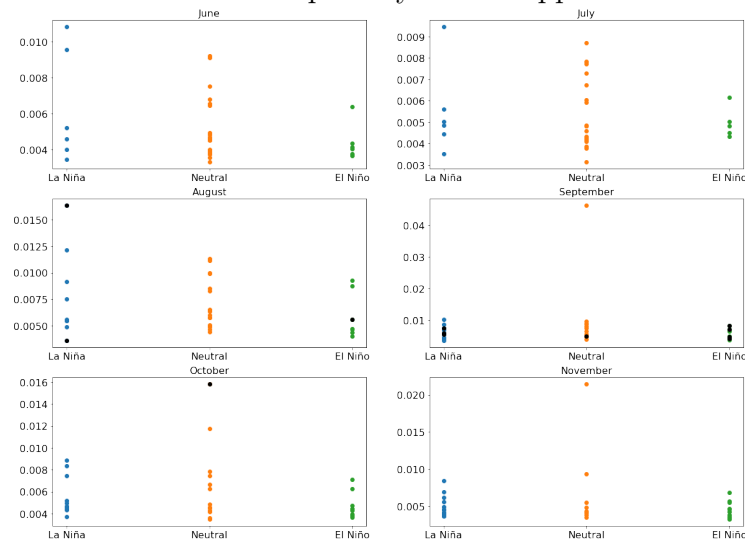 June
0.010
0.008
0.006
0.004
La Niña Neutral El Niño
July
0.009
0.008
0.007
0.006
0.005
0.004
0.003
La Niña Neutral El Niño
August
0.0150
0.0125
0.0100
0.0075
0.0050
La Niña Neutral El Niño
September
0.04
0.03
0.02
0.01
La Niña Neutral El Niño
October
0.016
0.014
0.012
0.010
0.008
0.006
0.004
La Niña Neutral El Niño
November
0.020
0.015
0.010
0.005
La Niña Neutral El Niño